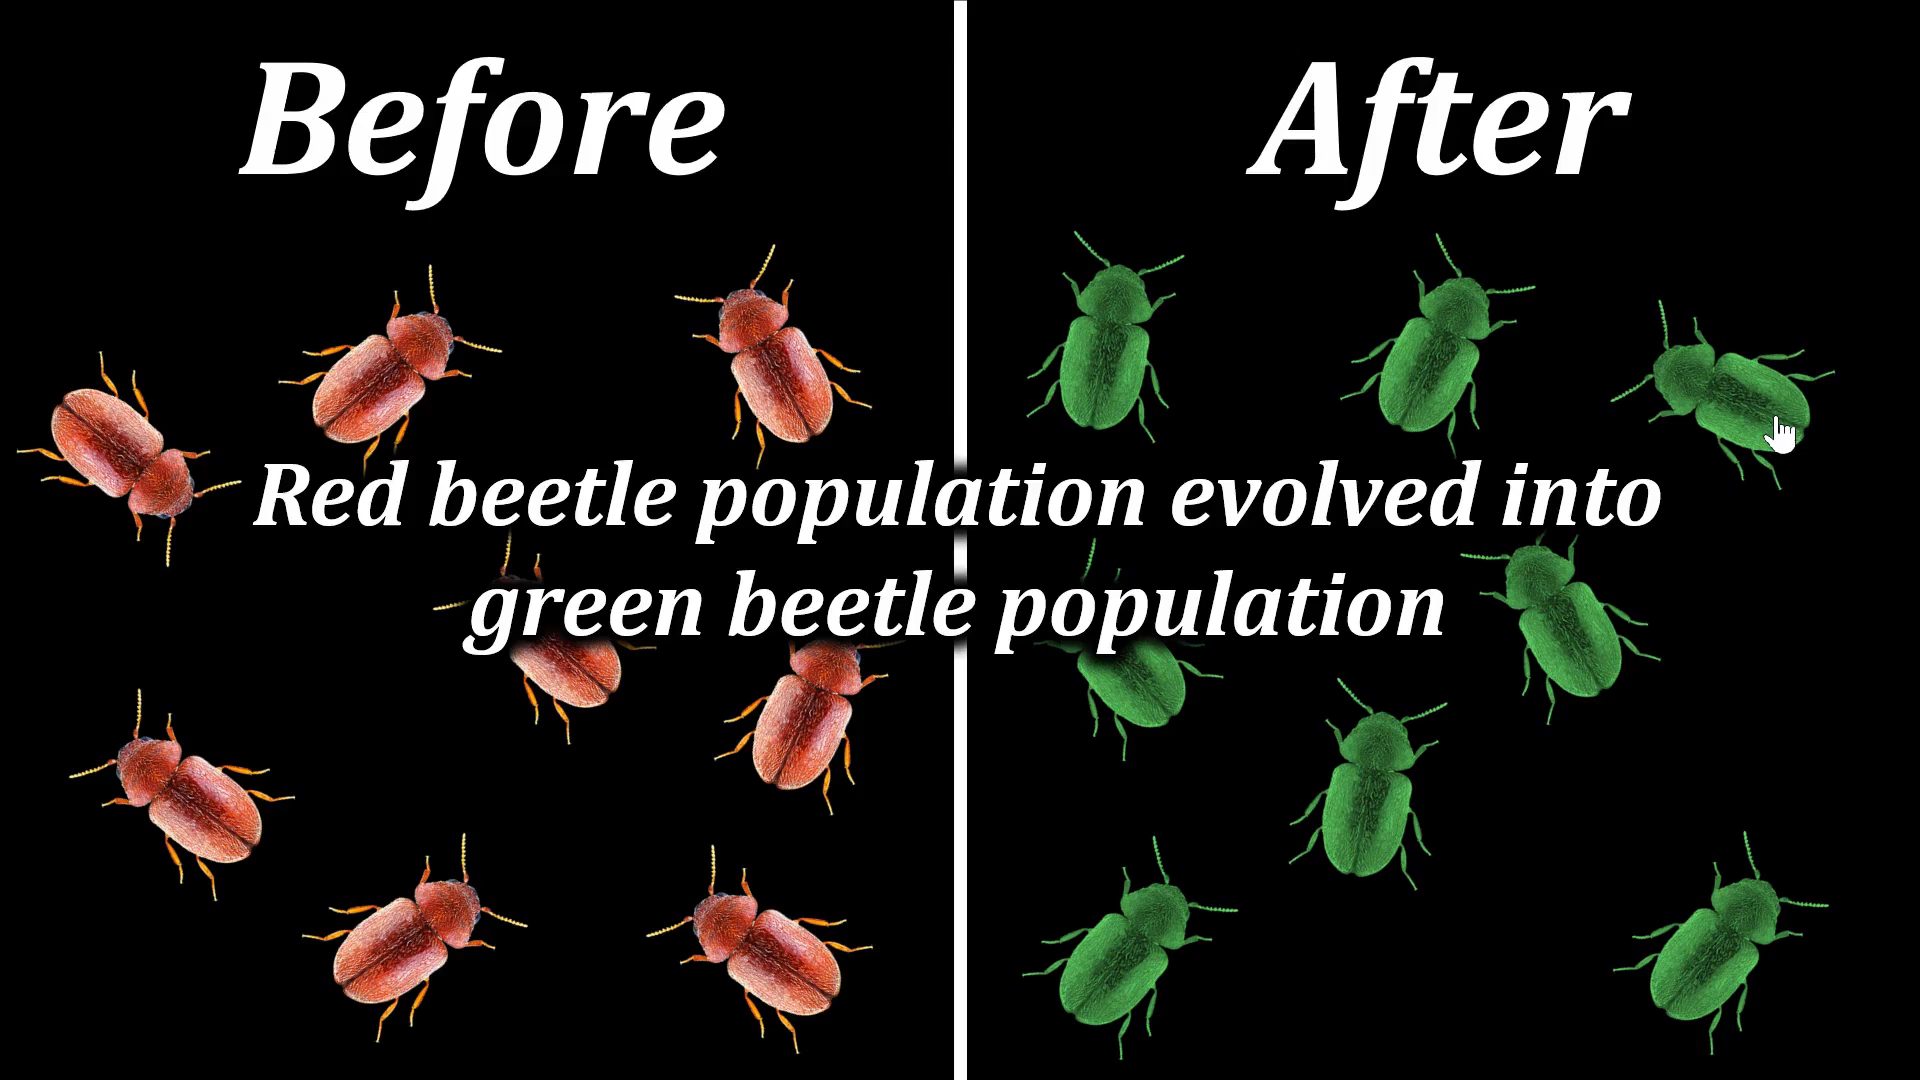 Before
After
Red beetle population evolved into
green beetle population